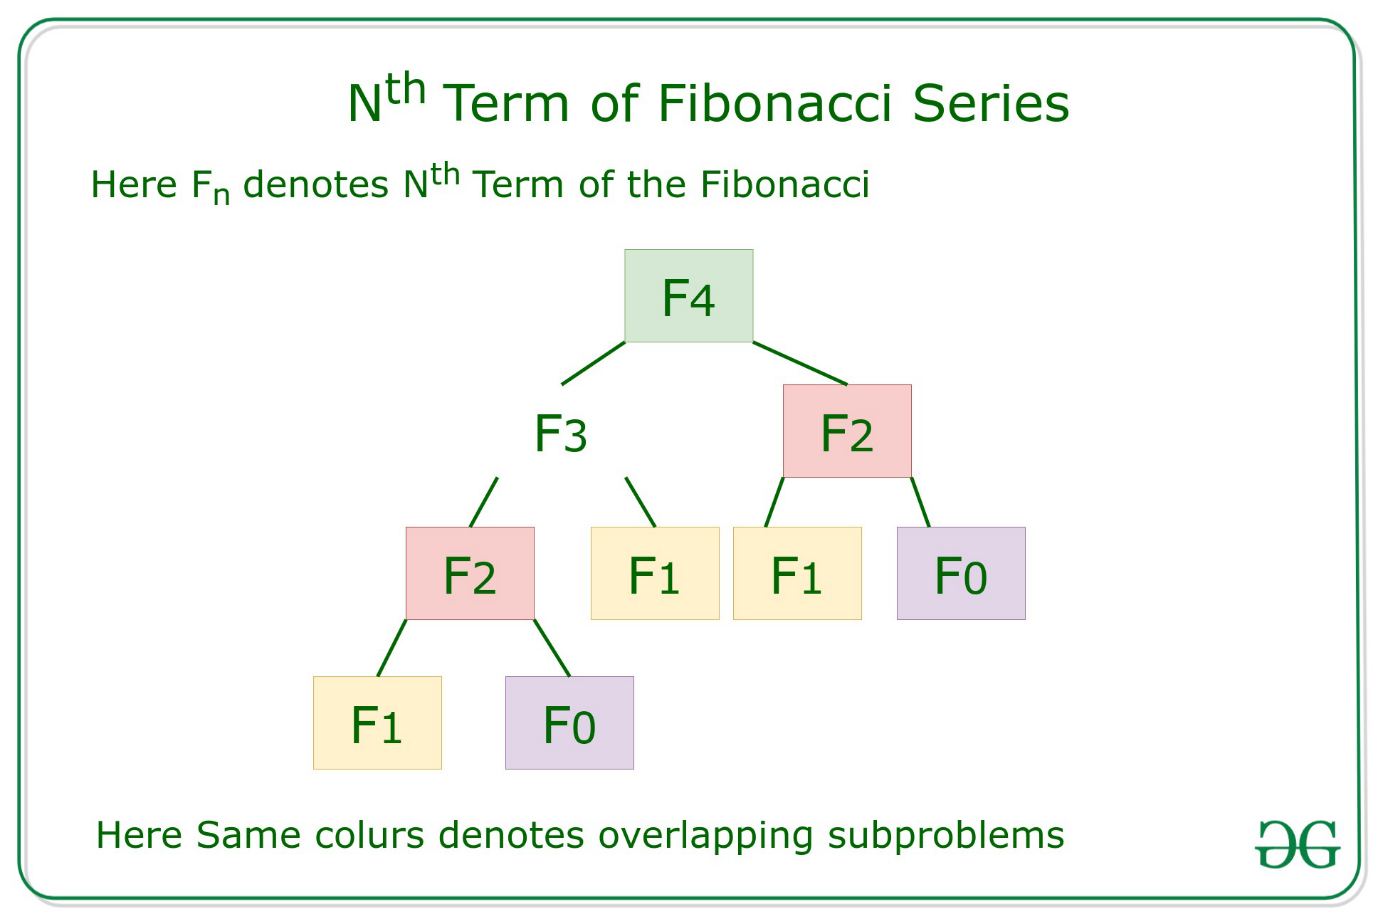 Nth Term of Fibonacci Series
Here Fn denotes Nth Term of the Fibonacci
F4
F3 F2
F2 F1 F1 F0
F1 F0
Here Same colurs denotes overlapping subproblems